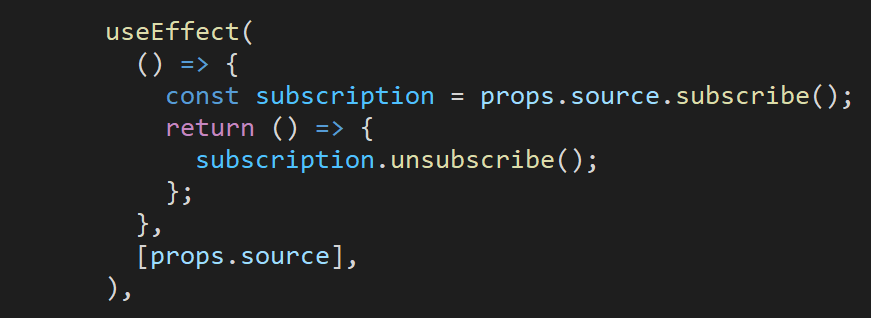 useEffect(
() => {
const subscription = props.source.subscribe();
return () => {
subscription.unsubscribe();
};
},
[props.source],
),